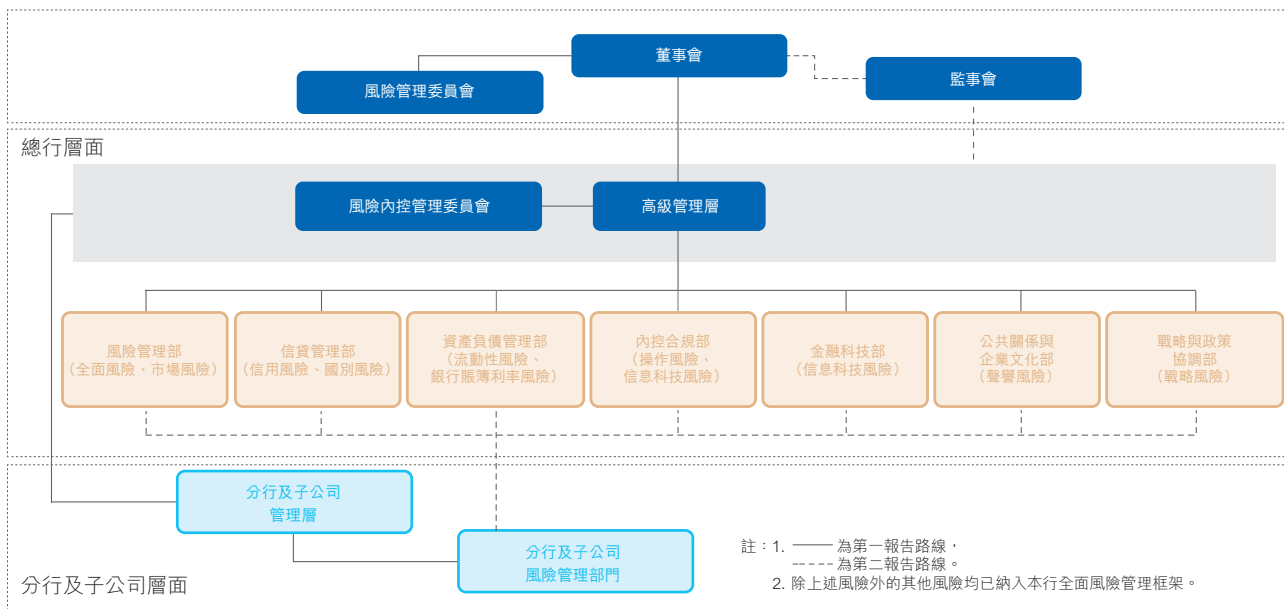 董事會
風險管理委員會
監事會
總行層面
風險內控管理委員會
高級管理層
風險管理部
（全面風險、市場風險）
信貸管理部
（信用風險、國別風險）
資產負債管理部
（流動性風險、
銀行賬簿利率風險）
內控合規部
（操作風險、
信息科技風險）
金融科技部
（信息科技風險）
公共關係與
企業文化部
（聲譽風險）
戰略與政策
協調部
（戰略風險）
分行及子公司
管理層
分行及子公司
風險管理部門
分行及子公司層面
註：1. —— 為第一報告路線，
----- 為第二報告路線。
2. 除上述風險外的其他風險均已納入本行全面風險管理框架。